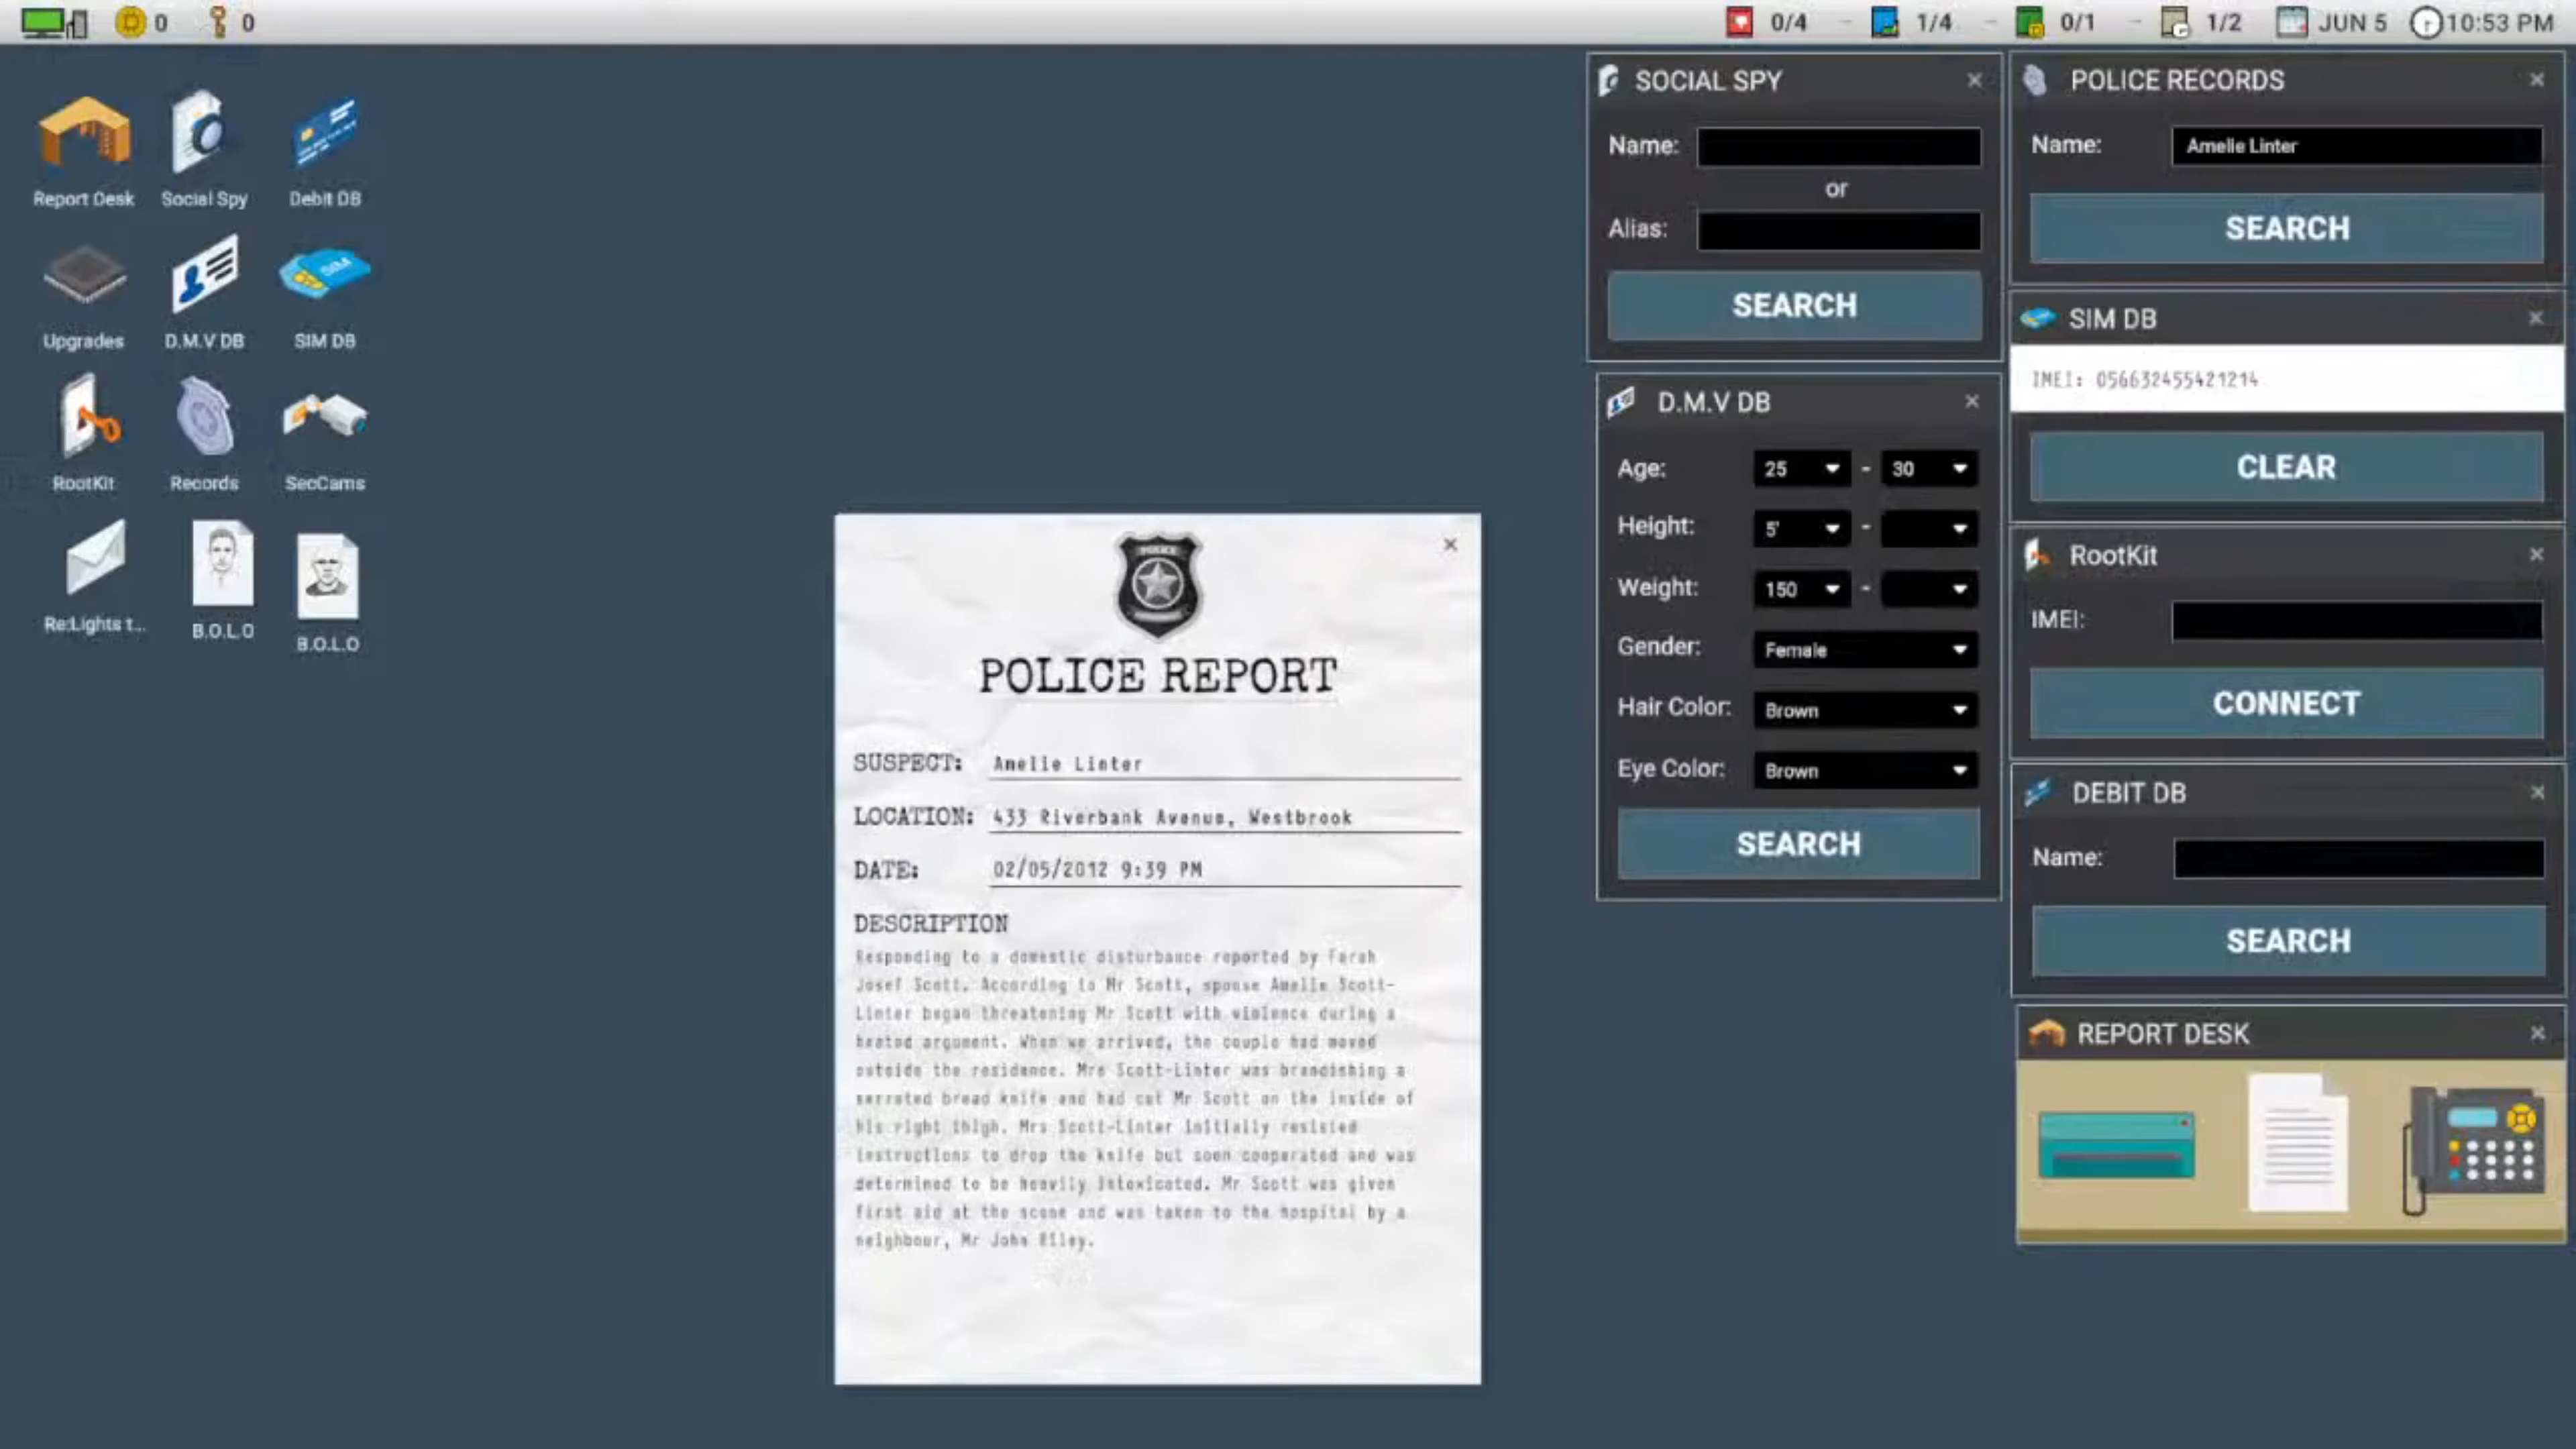 0
0
0/4
1/4
0/1
1/2
JUN 5
10:53 PM
Report Desk
Social Spy
Debit DB
Upgrades
D.M.V DB
SIM DB
RootKit
Records
SecCams
Re:Lights t...
B.O.L.O
B.O.L.O
POLICE
POLICE REPORT
SUSPECT: Amelie Linter
LOCATION: 433 Riverbank Avenue, Westbrook
DATE: 02/05/2012 9:39 PM
DESCRIPTION
Responding to a domestic disturbance reported by Farah
Josef Scott. According to Mr Scott, spouse Amelie Scott-
Linter began threatening Mr Scott with violence during a
heated argument. When we arrived, the couple had moved
outside the residence. Mrs Scott-Linter was brandishing a
serrated bread knife and had cut Mr Scott on the inside of
his right thigh. Mrs Scott-Linter initially resisted
instructions to drop the knife but soon cooperated and was
determined to be heavily intoxicated. Mr Scott was given
first aid at the scene and was taken to the hospital by a
neighbour, Mr John Riley.
SOCIAL SPY
Name:
or
Alias:
SEARCH
D.M.V DB
Age: 25 - 30
Height: 5' -
Weight: 150 -
Gender: Female
Hair Color: Brown
Eye Color: Brown
SEARCH
POLICE RECORDS
Name: Amelie Linter
SEARCH
SIM DB
IMEI: 056632455421214
CLEAR
RootKit
IMEI:
CONNECT
DEBIT DB
Name:
SEARCH
REPORT DESK